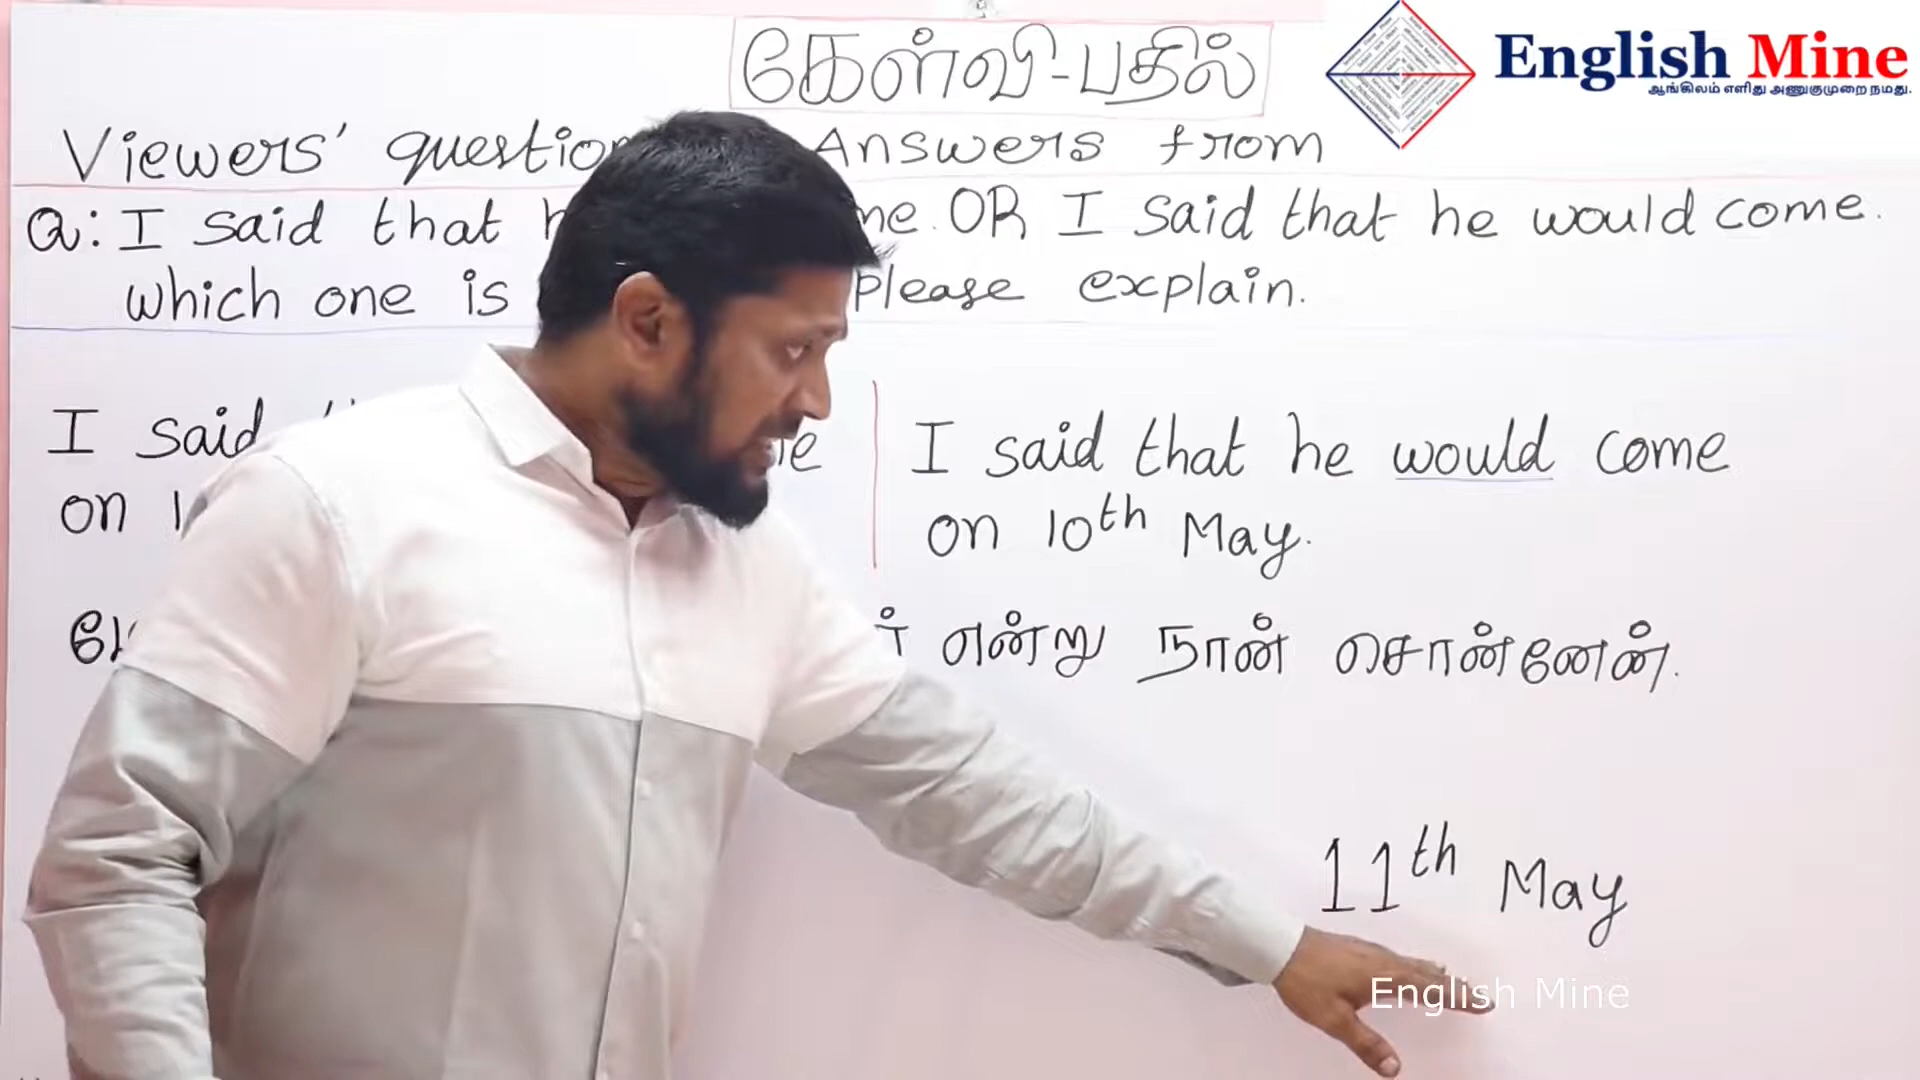 கேள்வி-பதில்
English Mine
ஆங்கிலம் எளிது அணுகுமுறை நமது.
Viewers' Answers from
Q: I said that OR I said that he would come.
which one is please explain.
I said
on
I said that he would come
on 10th May.
என்று நான் சொன்னேன்.
11th May
English Mine